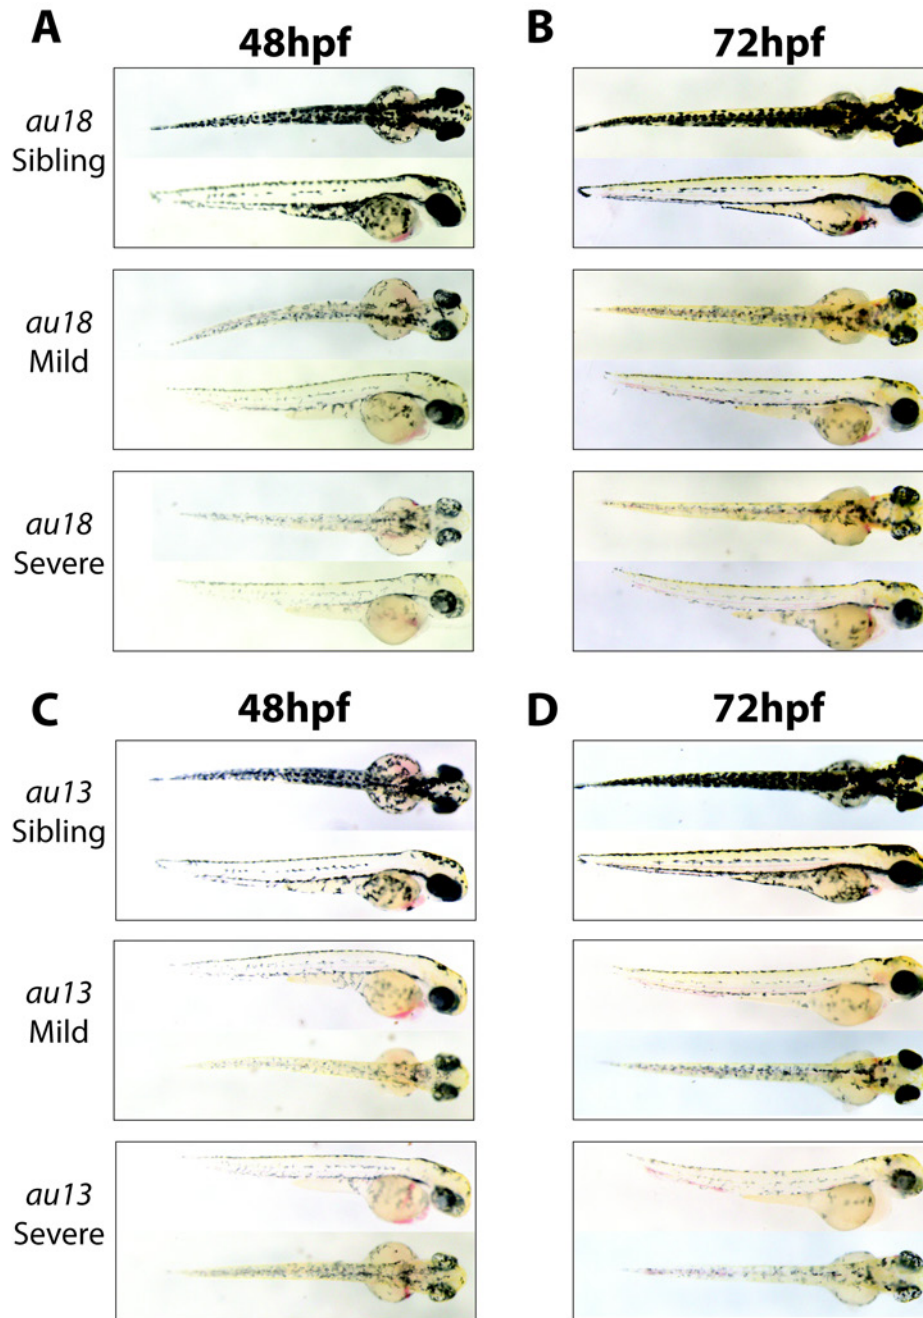 A
48hpf
B
72hpf
au18
Sibling
au18
Mild
au18
Severe
C
48hpf
D
72hpf
au13
Sibling
au13
Mild
au13
Severe